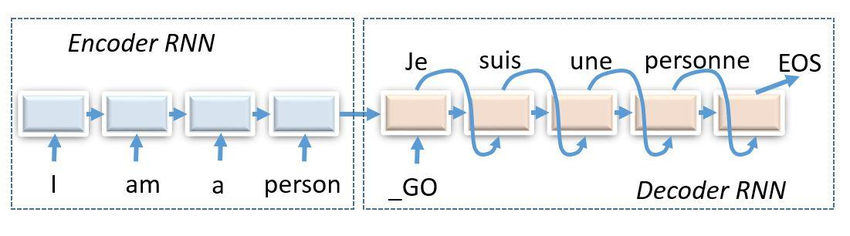 Encoder RNN
Je suis une personne EOS
I am a person
_GO
Decoder RNN